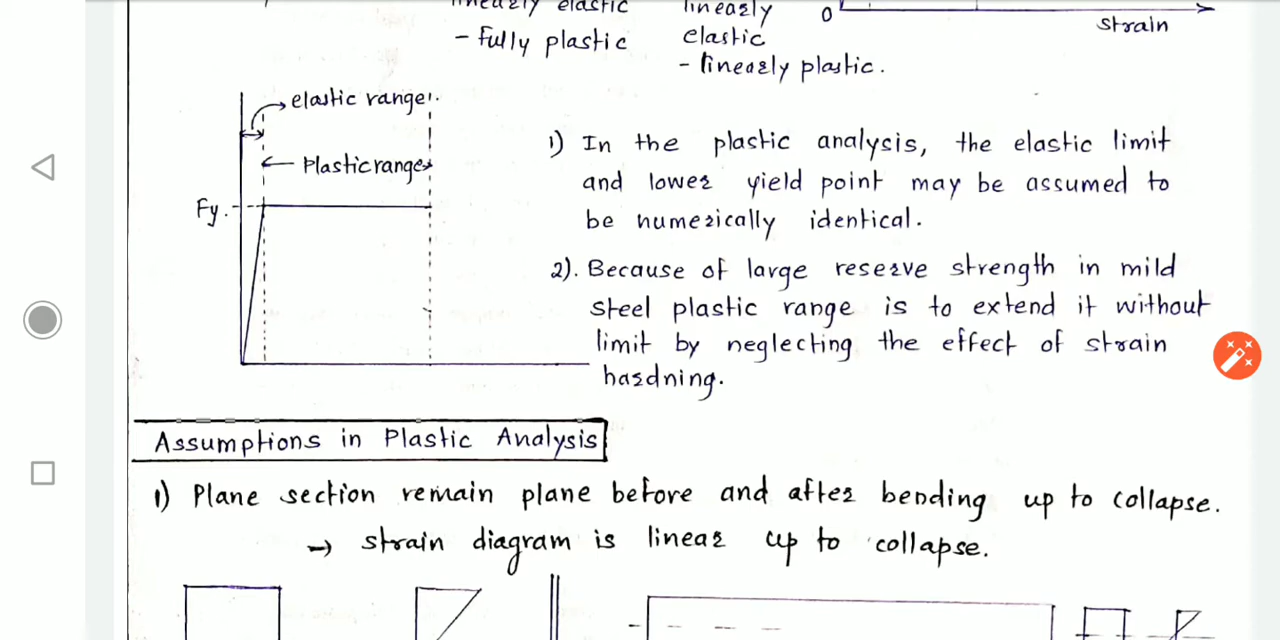 linearly elastic
- fully plastic
linearly
elastic
- linearly plastic.
0
strain
elastic range
Plastic range
Fy.
1) In the plastic analysis, the elastic limit
and lower yield point may be assumed to
be numerically identical.
2). Because of large reserve strength in mild
steel plastic range is to extend it without
limit by neglecting the effect of strain
hardning.
Assumptions in Plastic Analysis
1) Plane section remain plane before and after bending up to collapse.
→ strain diagram is linear up to collapse.